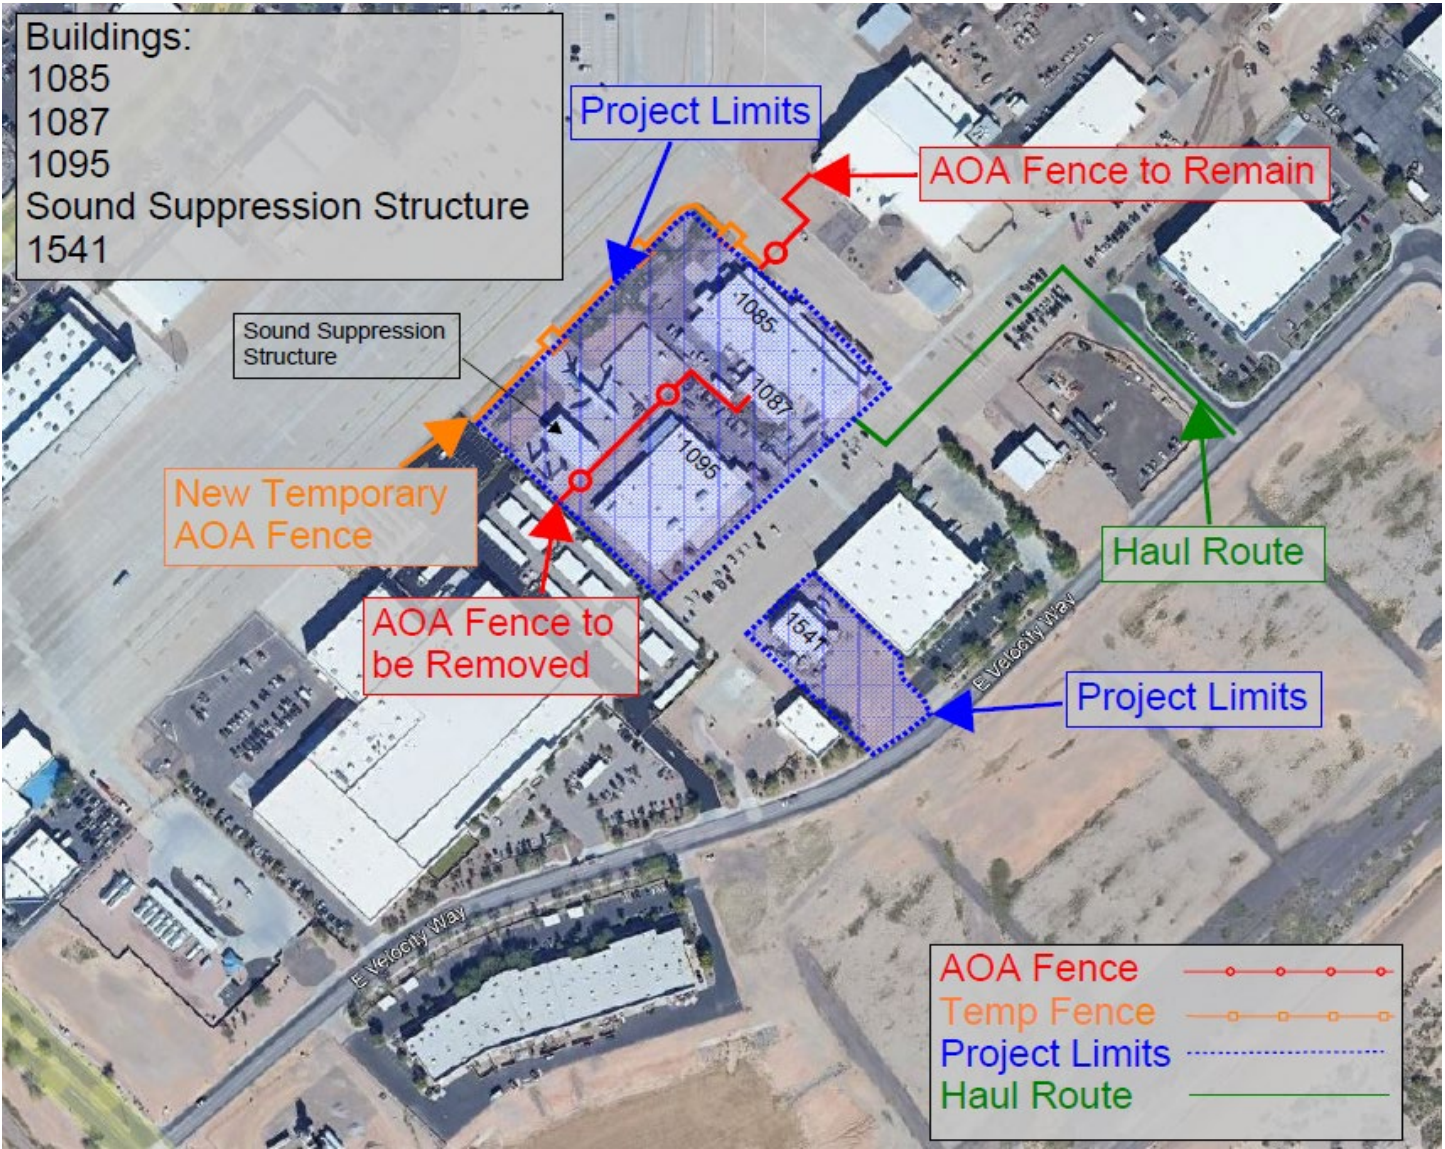 Buildings:
1085
1087
1095
Sound Suppression Structure
1541
Project Limits
AOA Fence to Remain
Sound Suppression
Structure
1085
1087
1095
New Temporary
AOA Fence
AOA Fence to
be Removed
Haul Route
1541
E Velocity Way
Project Limits
E Velocity Way
AOA Fence
Temp Fence
Project Limits
Haul Route